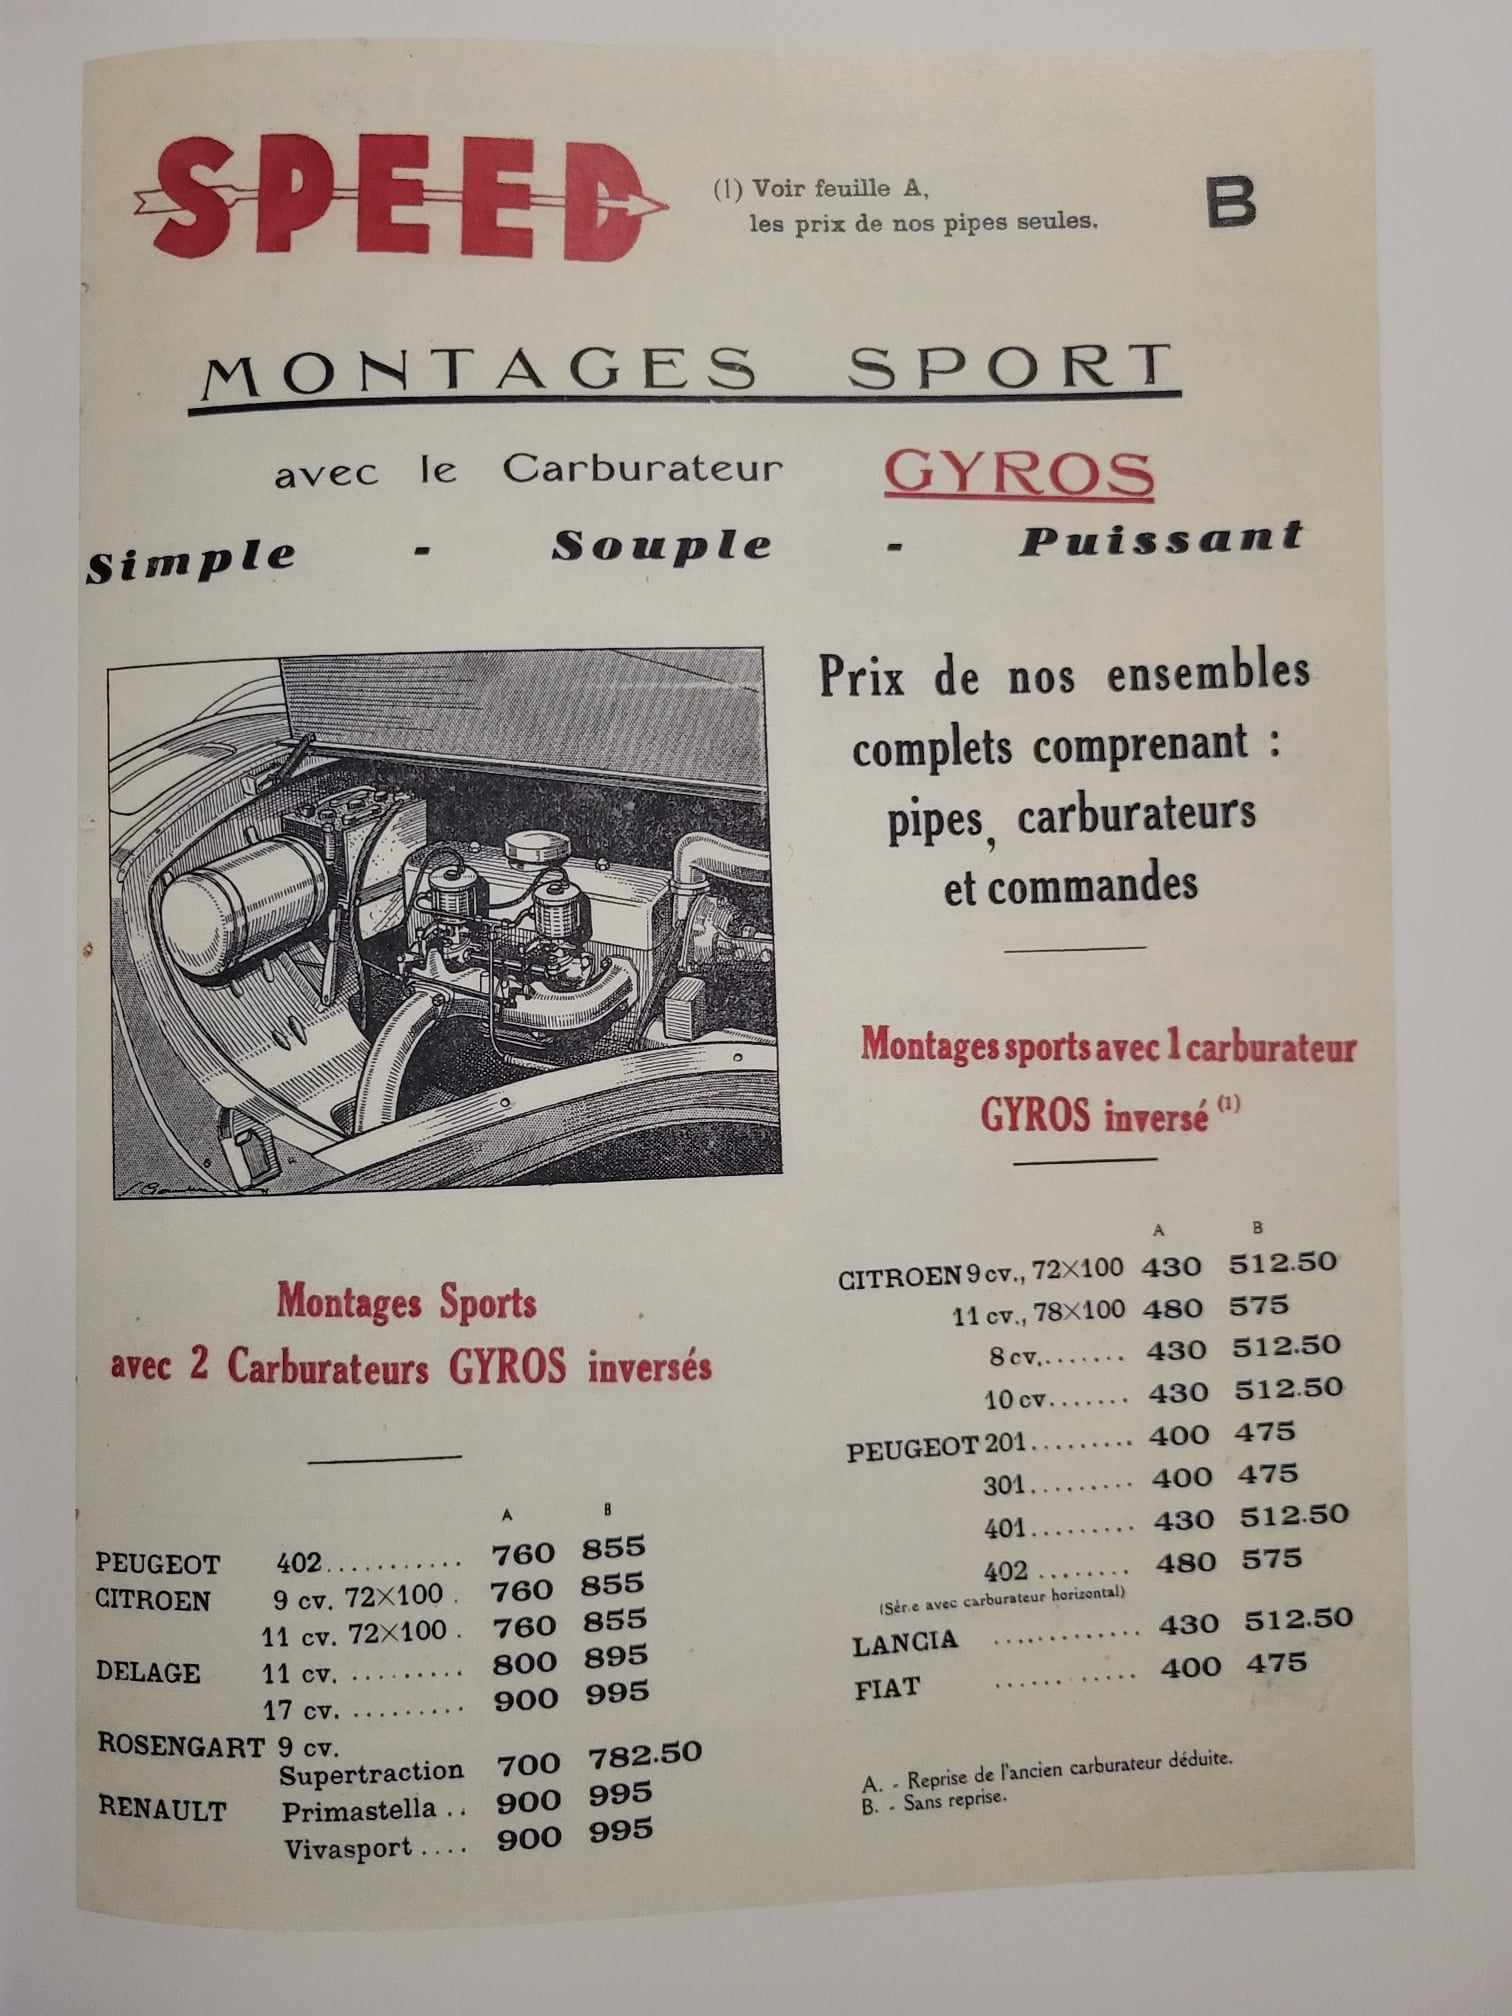 SPEED
(1) Voir feuille A,
les prix de nos pipes seules.
B
MONTAGES SPORT
avec le Carburateur GYROS
Simple - Souple - Puissant
Prix de nos ensembles
complets comprenant :
pipes, carburateurs
et commandes
Montages sports avec 1 carburateur
GYROS inversé (1)
A B
CITROEN 9 cv., 72×100 430 512.50
11 cv., 78×100 480 575
8 cv........ 430 512.50
10 cv....... 430 512.50
PEUGEOT 201......... 400 475
301......... 400 475
401......... 430 512.50
402 ........ 480 575
(Sér.e avec carburateur horizontal)
LANCIA ............. 430 512.50
FIAT ...... ...... 400 475
A. - Reprise de l'ancien carburateur déduite.
B. - Sans reprise.
Montages Sports
avec 2 Carburateurs GYROS inversés
A B
PEUGEOT 402........... 760 855
CITROEN 9 cv. 72×100 . 760 855
11 cv. 72×100 . 760 855
DELAGE 11 cv. ......... 800 895
17 cv. ......... 900 995
ROSENGART 9 cv.
Supertraction 700 782.50
RENAULT Primastella .. 900 995
Vivasport .... 900 995